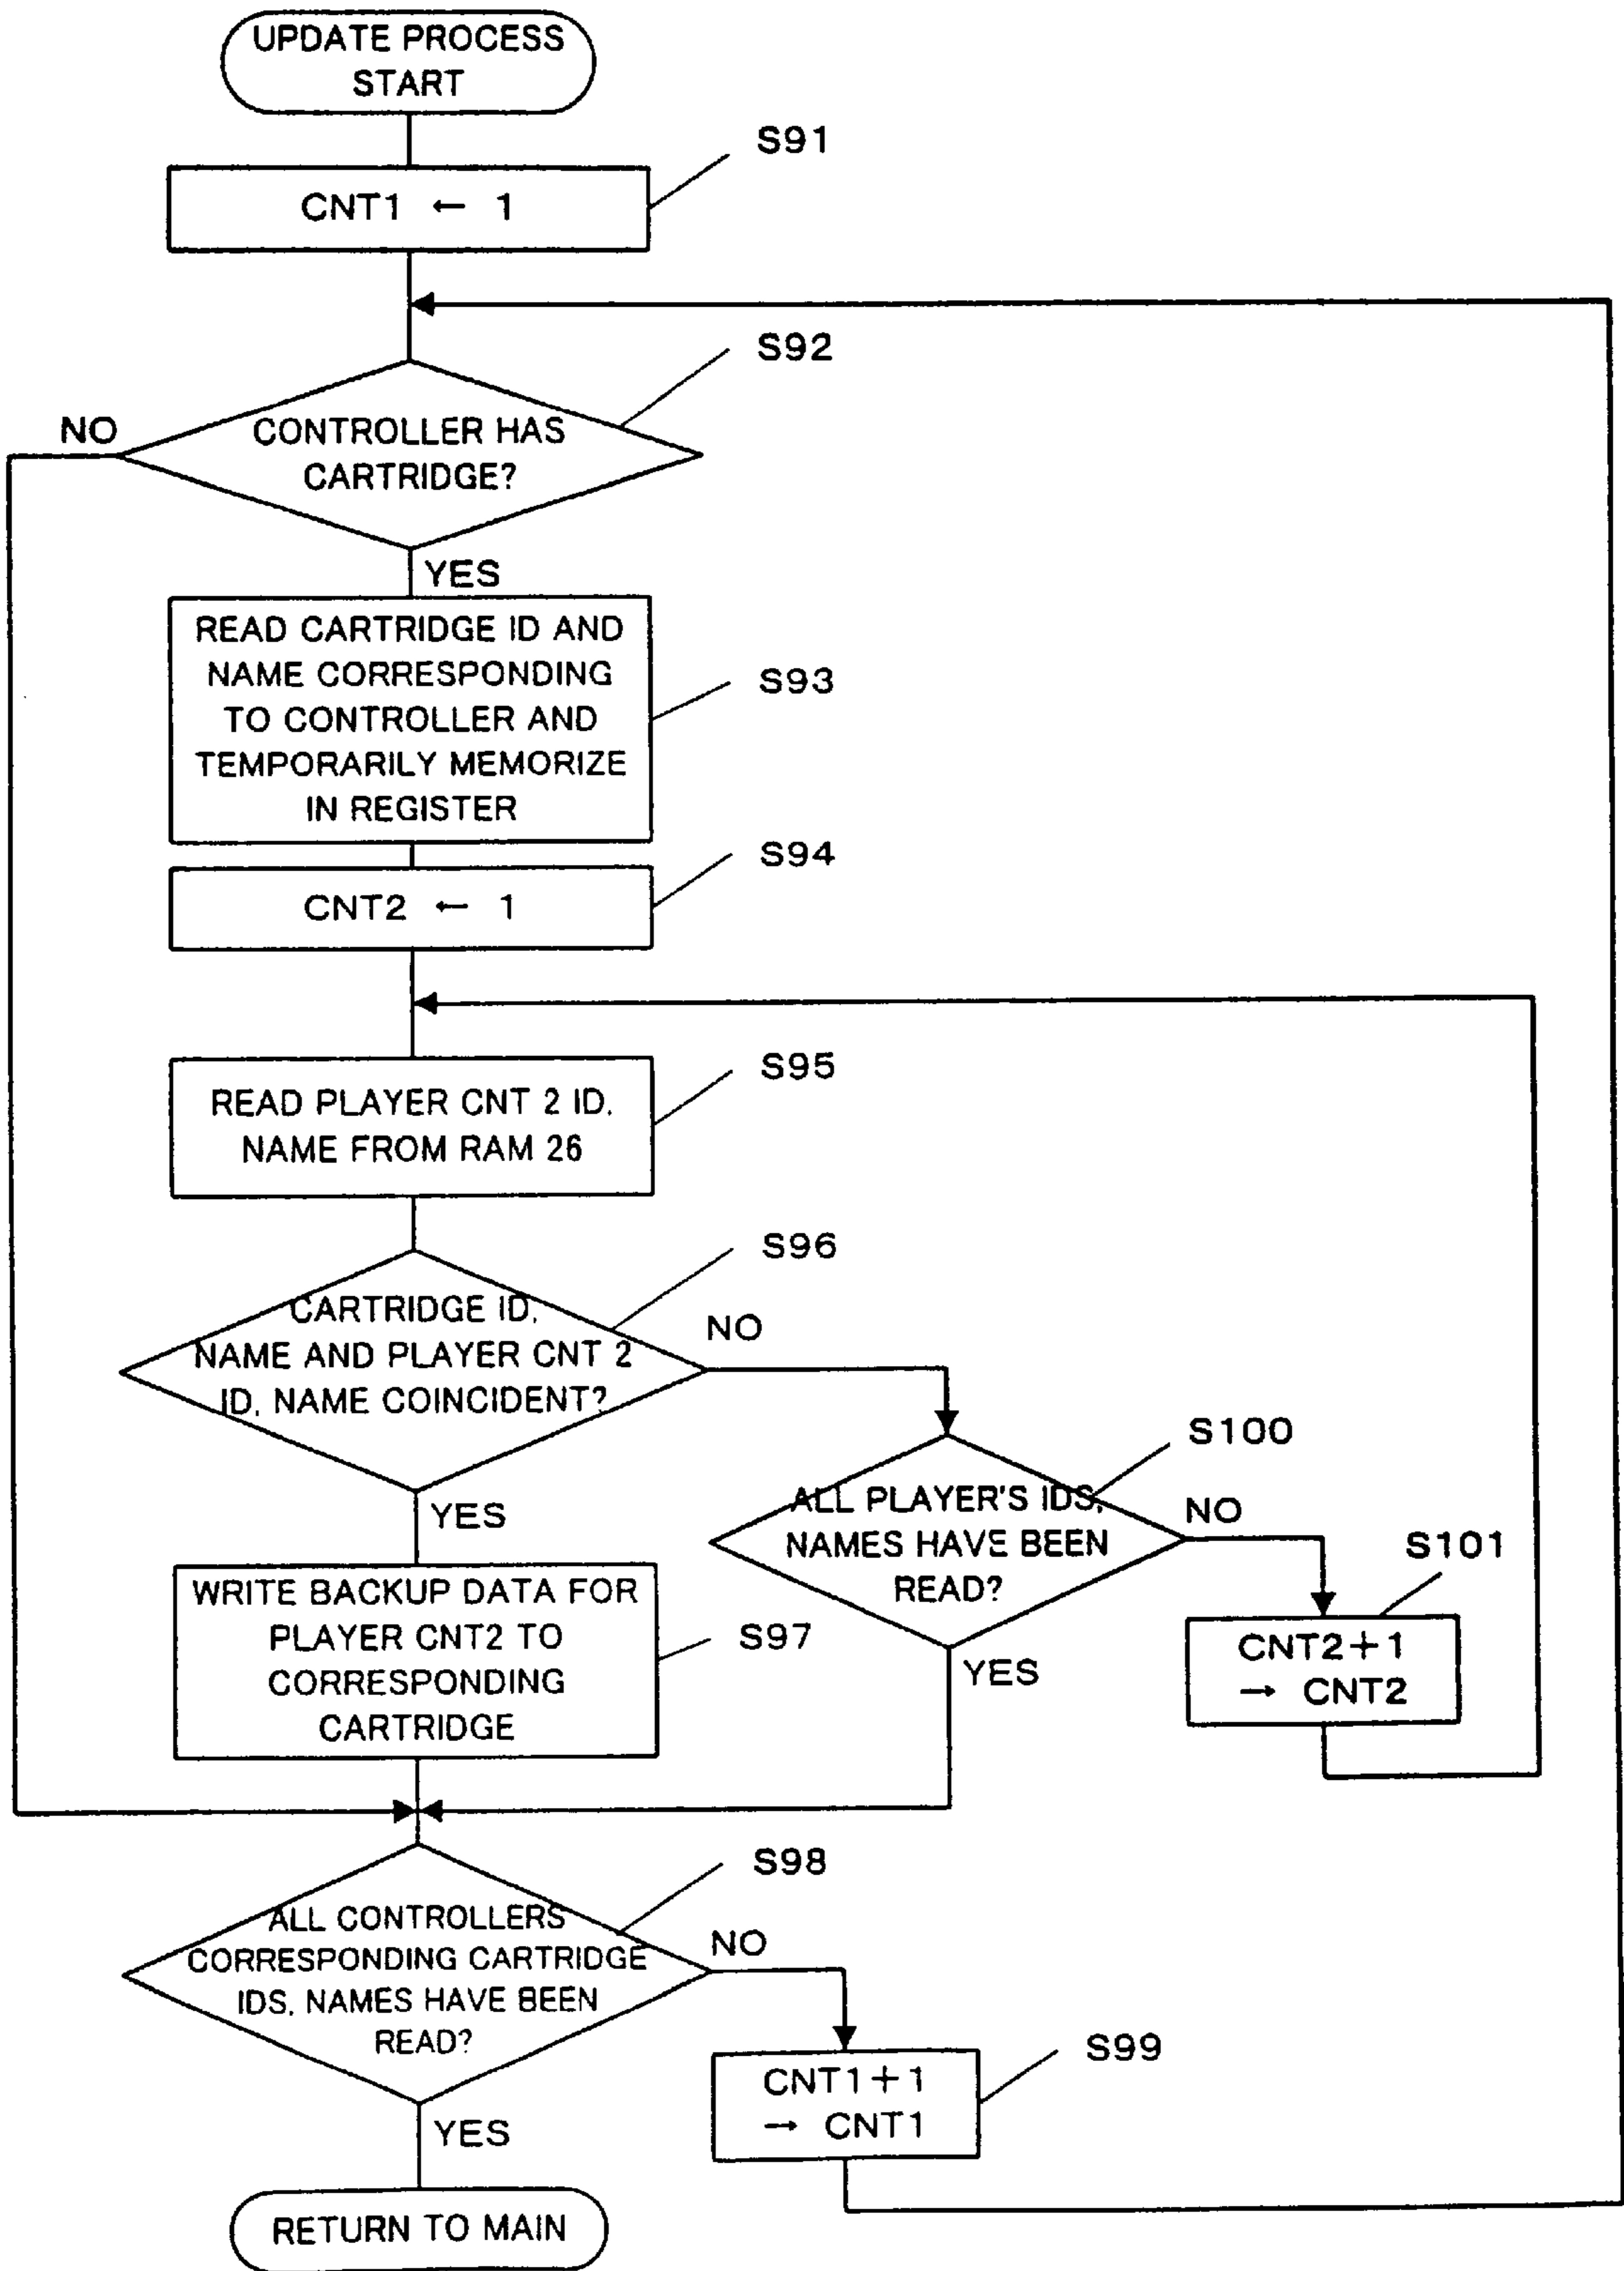 UPDATE PROCESS
START
S91
CNT1 ← 1
S92
NO
CONTROLLER HAS
CARTRIDGE?
YES
READ CARTRIDGE ID AND
NAME CORRESPONDING
TO CONTROLLER AND
TEMPORARILY MEMORIZE
IN REGISTER
S93
S94
CNT2 ← 1
S95
READ PLAYER CNT 2 ID,
NAME FROM RAM 26
S96
CARTRIDGE ID,
NAME AND PLAYER CNT 2
ID, NAME COINCIDENT?
NO
YES
S100
ALL PLAYER'S IDS,
NAMES HAVE BEEN
READ?
NO
YES
S101
CNT2+1
→ CNT2
WRITE BACKUP DATA FOR
PLAYER CNT2 TO
CORRESPONDING
CARTRIDGE
S97
S98
ALL CONTROLLERS
CORRESPONDING CARTRIDGE
IDS, NAMES HAVE BEEN
READ?
NO
YES
S99
CNT1+1
→ CNT1
RETURN TO MAIN